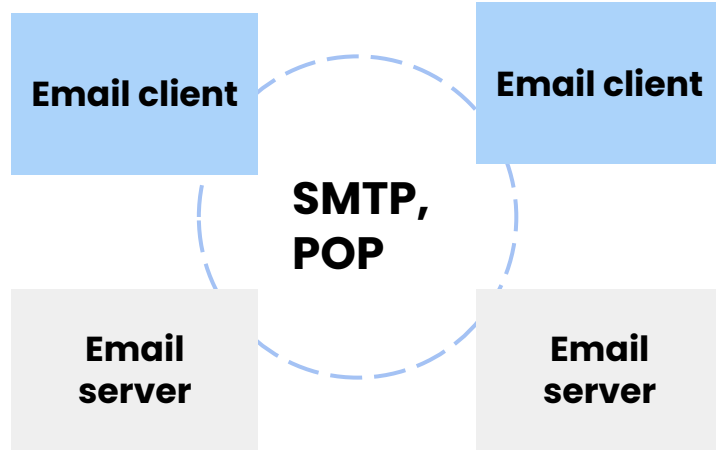 Email client
Email client
SMTP,
POP
Email
server
Email
server